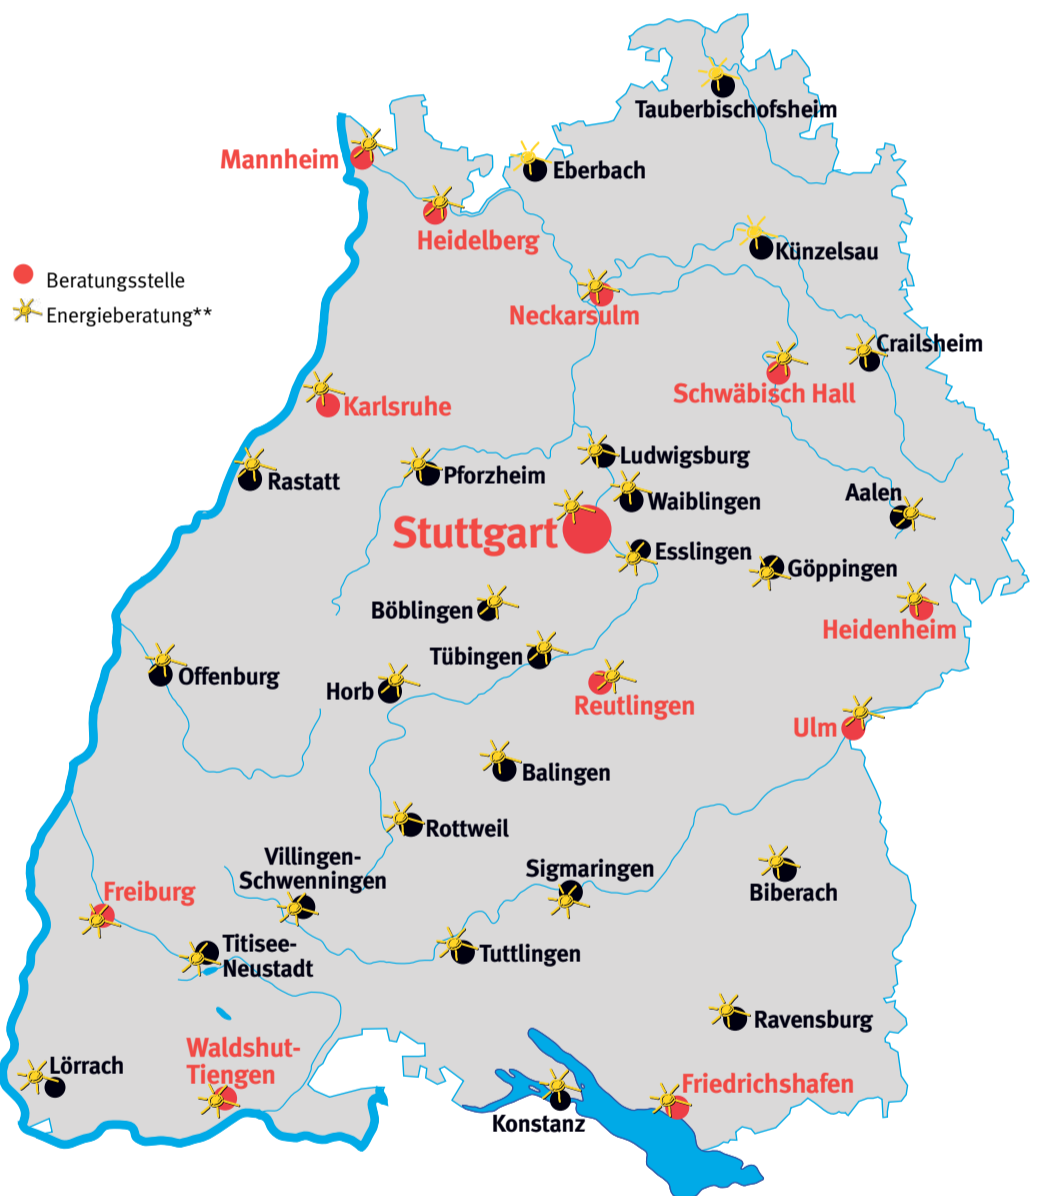 Tauberbischofsheim
Mannheim
Eberbach
Heidelberg
Künzelsau
Beratungsstelle
Energieberatung**
Neckarsulm
Crailsheim
Schwäbisch Hall
Karlsruhe
Ludwigsburg
Pforzheim
Rastatt
Waiblingen
Aalen
Stuttgart
Esslingen
Göppingen
Böblingen
Heidenheim
Tübingen
Offenburg
Horb
Reutlingen
Ulm
Balingen
Rottweil
Villingen-
Schwenningen
Sigmaringen
Biberach
Freiburg
Titisee-
Neustadt
Tuttlingen
Ravensburg
Waldshut-
Tiengen
Lörrach
Friedrichshafen
Konstanz